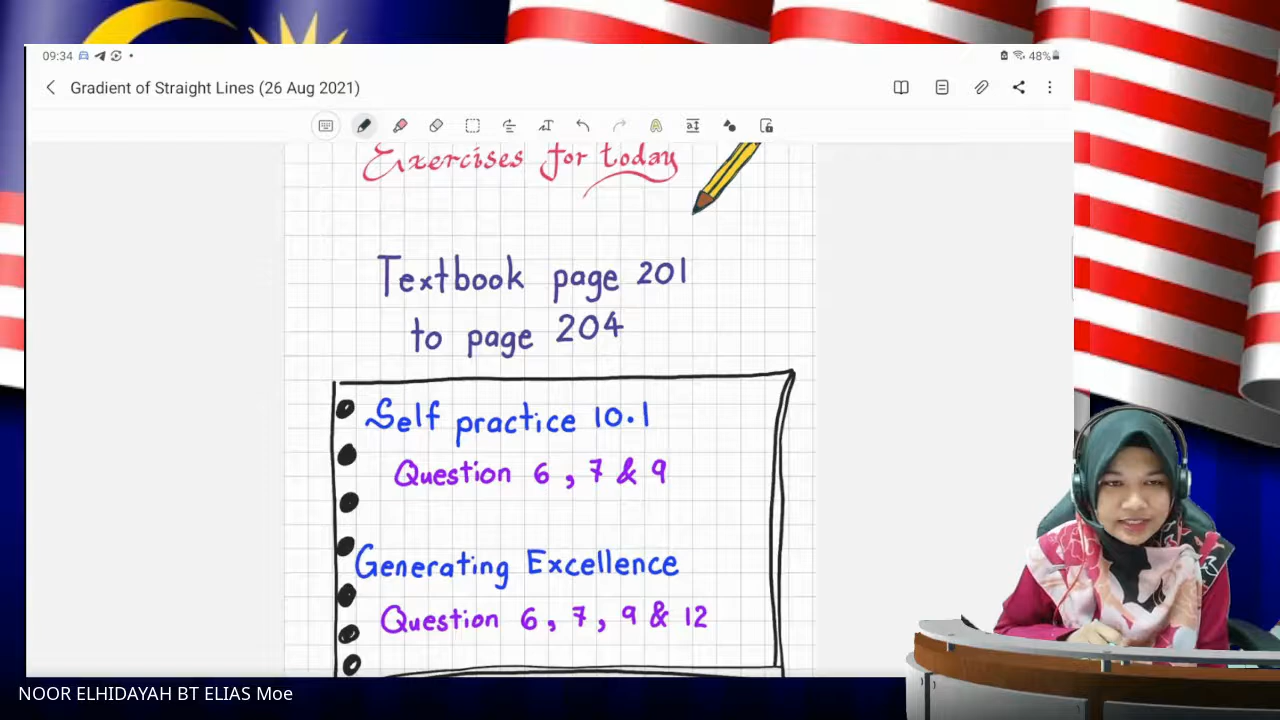 09:34
48%
Gradient of Straight Lines (26 Aug 2021)
Exercises for today
Textbook page 201
to page 204
Self practice 10.1
Question 6, 7 & 9
Generating Excellence
Question 6, 7, 9 & 12
NOOR ELHIDAYAH BT ELIAS Moe